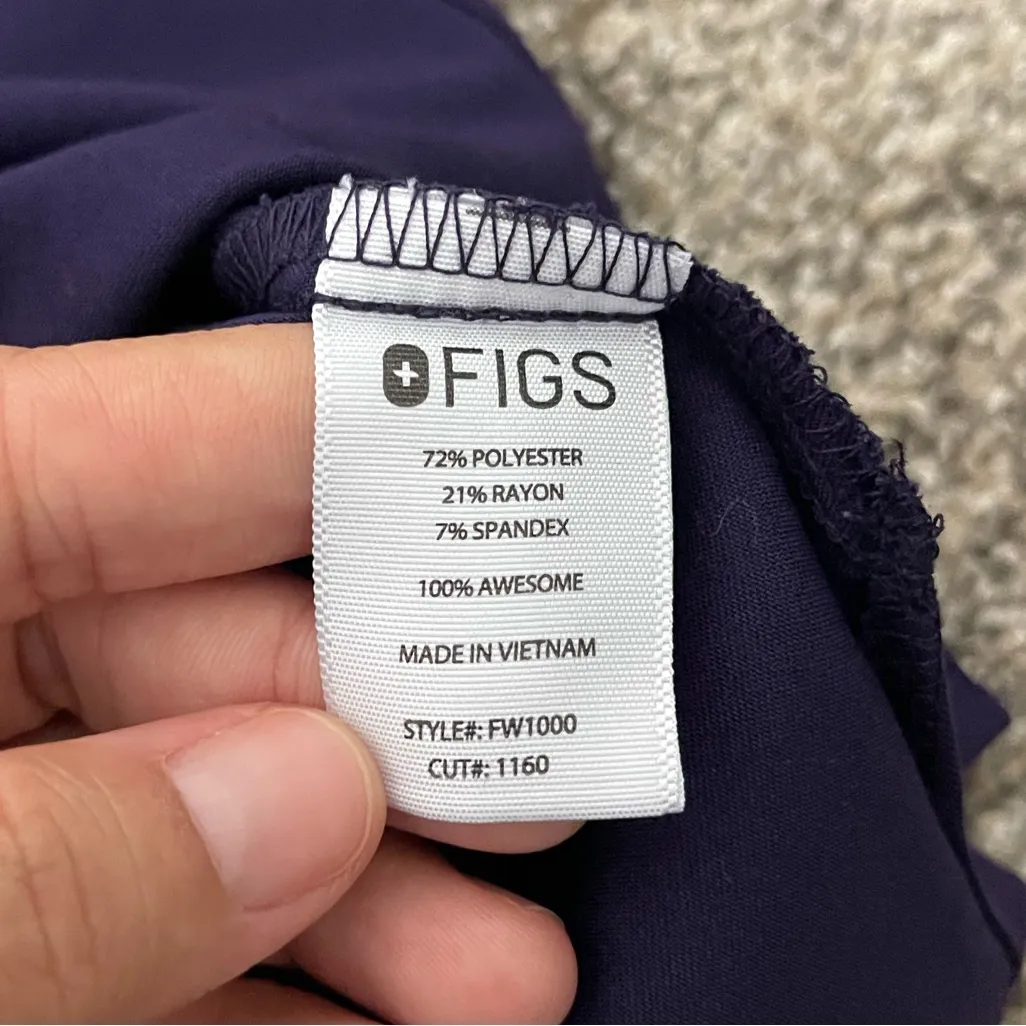 FIGS
72% POLYESTER
21% RAYON
7% SPANDEX
100% AWESOME
MADE IN VIETNAM
STYLE#: FW1000
CUT#: 1160